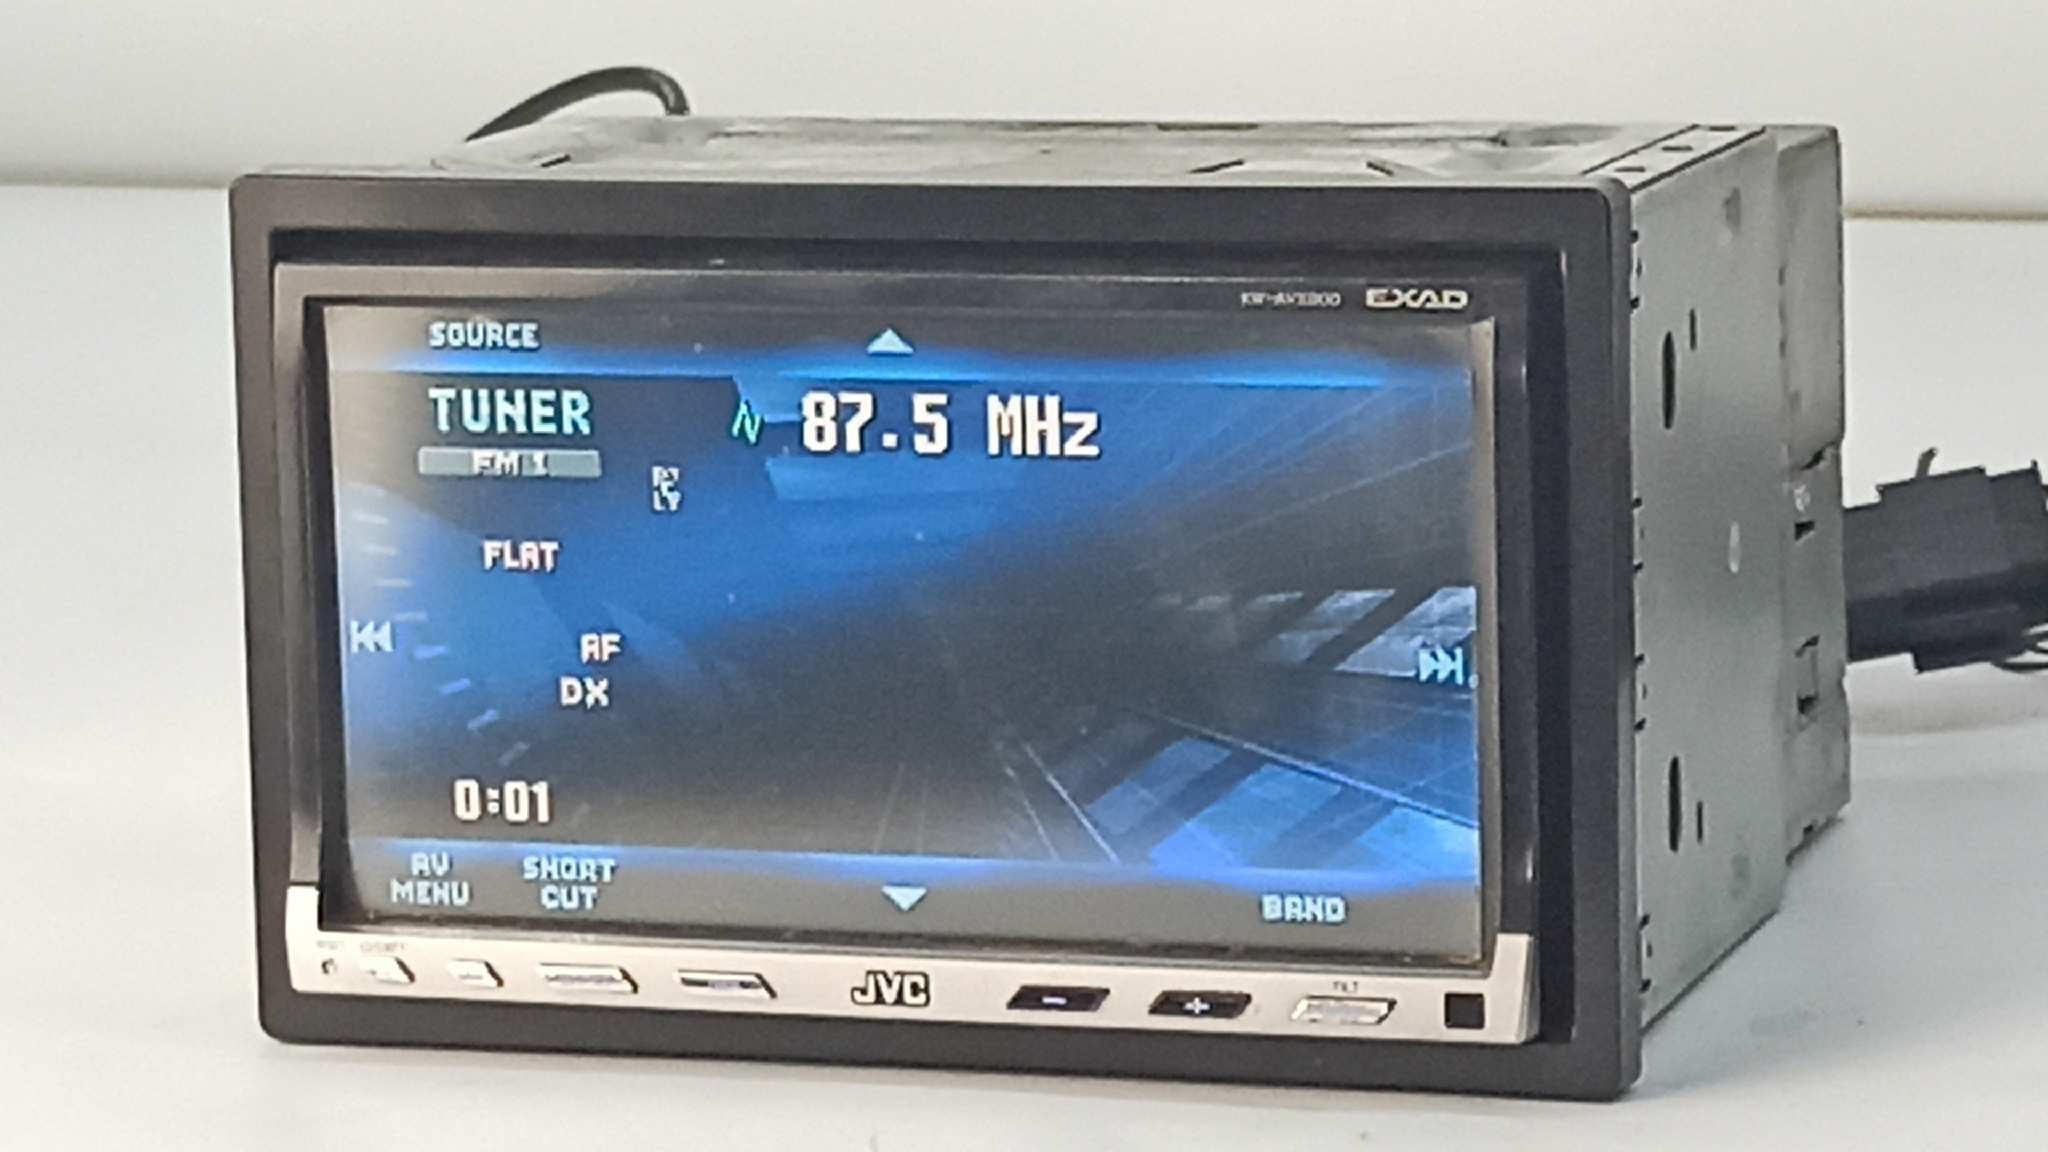 EXAD
SOURCE
TUNER
87.5 MHz
FM 1
FLAT
AF
DX
0:01
AV
MENU
SHORT
CUT
BAND
JVC
- +
TILT